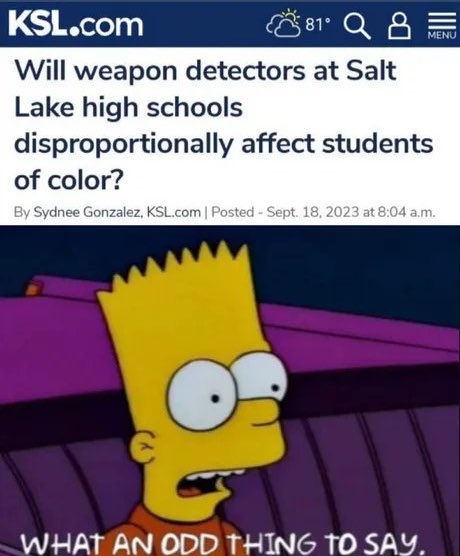 KSL.com 81° MENU
Will weapon detectors at Salt
Lake high schools
disproportionally affect students
of color?
By Sydnee Gonzalez, KSL.com | Posted - Sept. 18, 2023 at 8:04 a.m.
WHAT AN ODD THING TO SAY.